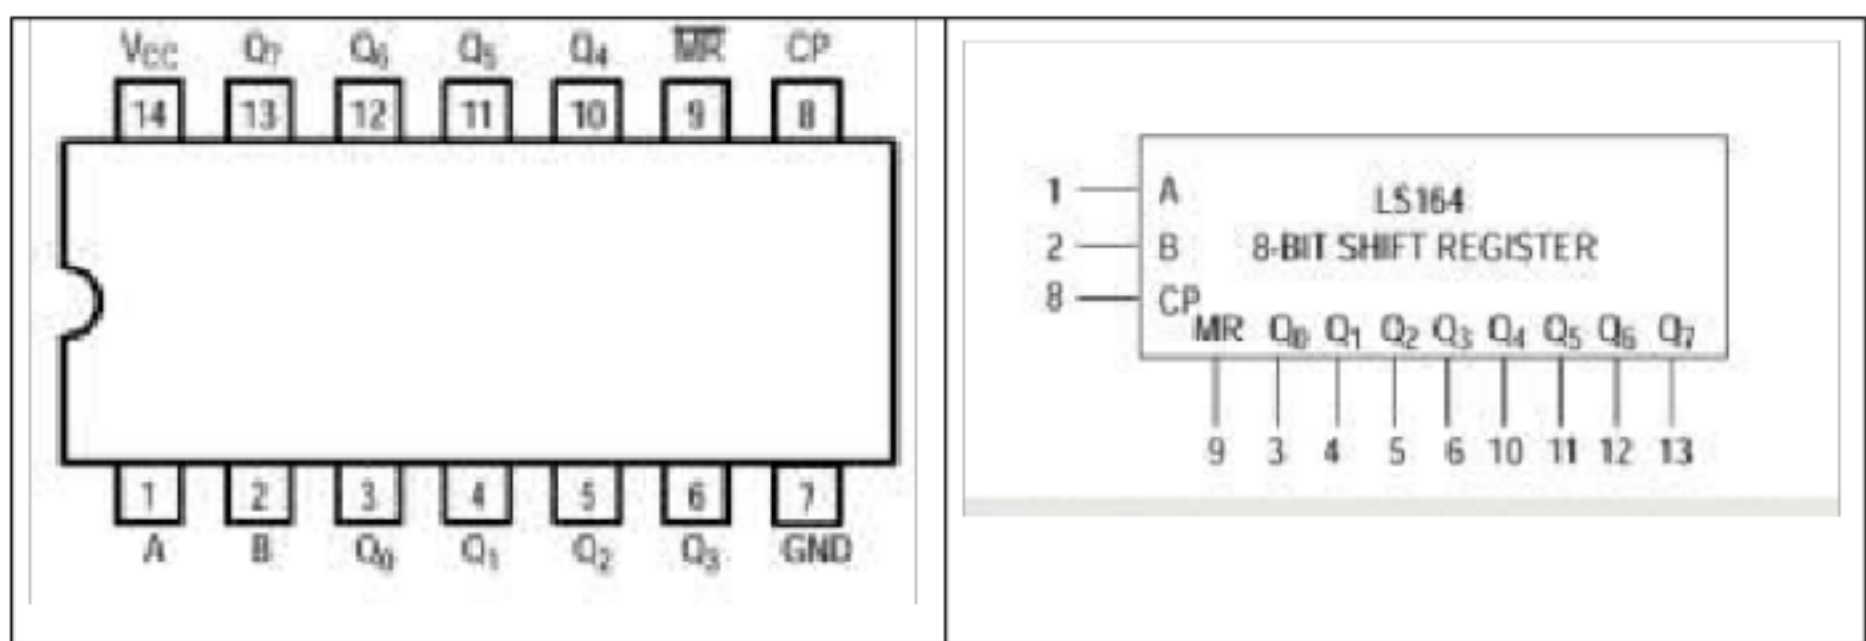 V_CC Q₇ Q₆ Q₅ Q₄ M̅R̅ CP
14 13 12 11 10 9 8
1 2 3 4 5 6 7
A B Q₀ Q₁ Q₂ Q₃ GND
1 A LS164
2 B 8-BIT SHIFT REGISTER
8 CP
MR Q₀ Q₁ Q₂ Q₃ Q₄ Q₅ Q₆ Q₇
9 3 4 5 6 10 11 12 13